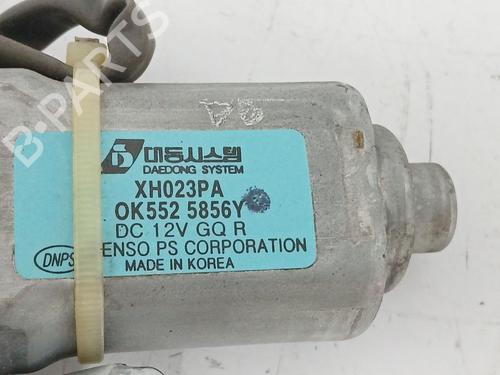 B-PARTS
대동시스템
DAEDONG SYSTEM
XH023PA
OK552 5856Y
DC 12V GQ R
ENSO PS CORPORATION
DNPS
MADE IN KOREA